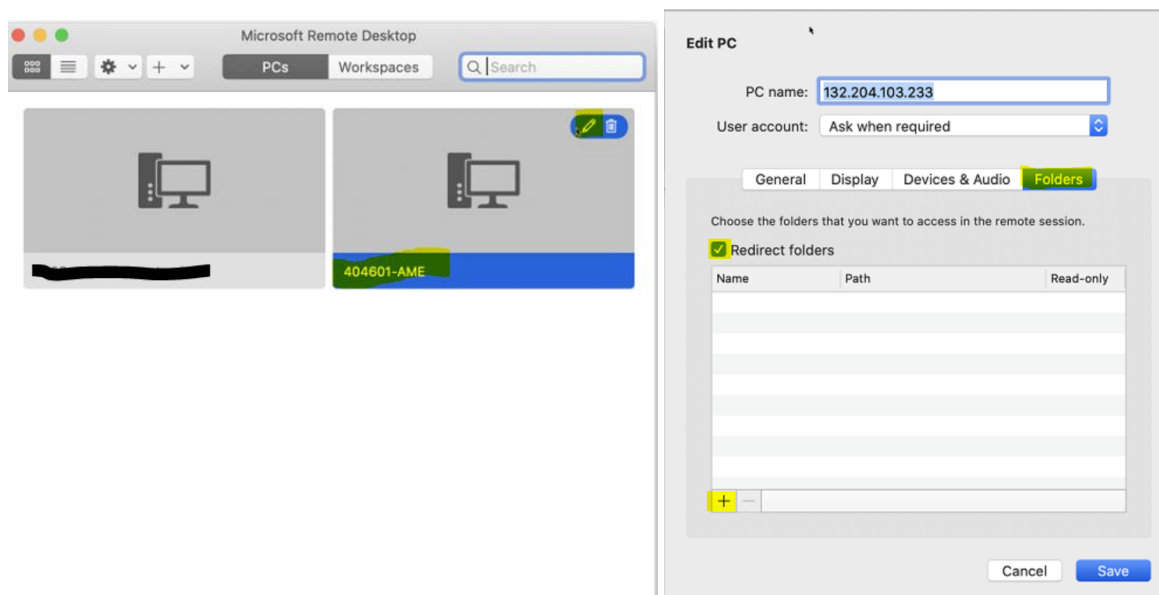 Microsoft Remote Desktop
PCs Workspaces Search
404601-AME
Edit PC
PC name: 132.204.103.233
User account: Ask when required
General Display Devices & Audio Folders
Choose the folders that you want to access in the remote session.
Redirect folders
Name Path Read-only
Cancel Save